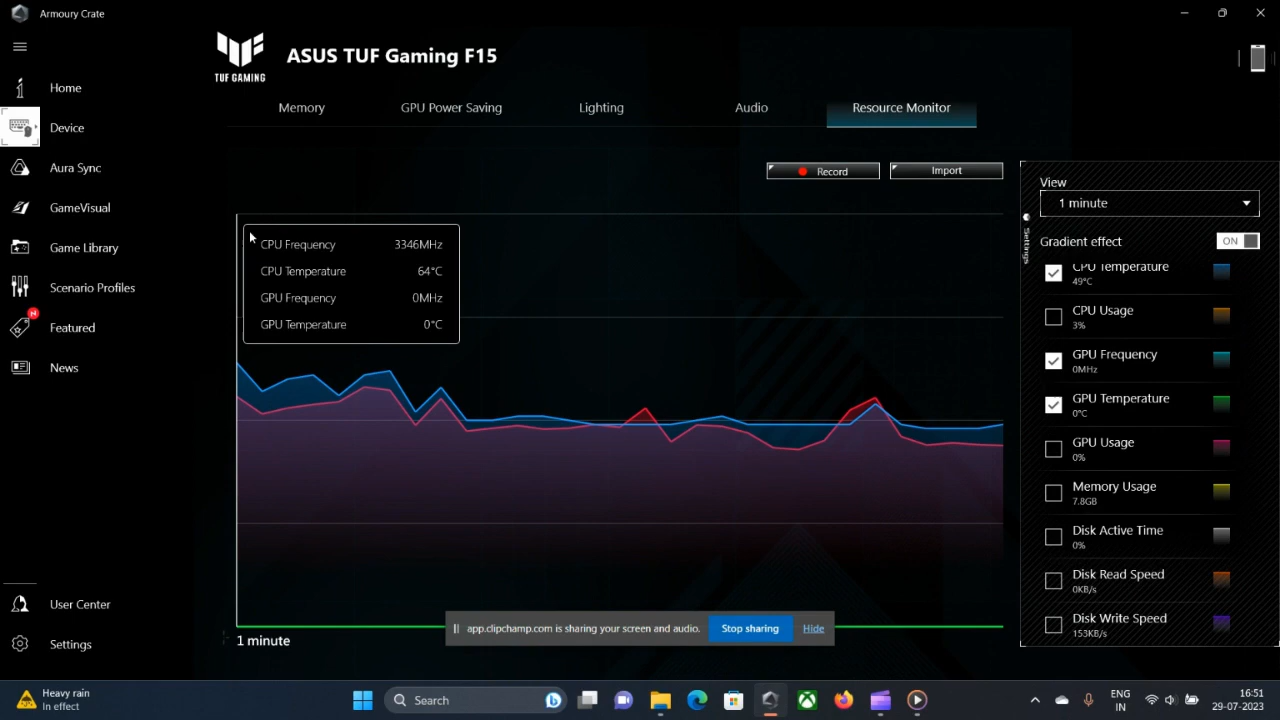 Armoury Crate
TUF GAMING
ASUS TUF Gaming F15
Home
Device
Aura Sync
GameVisual
Game Library
Scenario Profiles
N
Featured
News
User Center
Settings
Memory
GPU Power Saving
Lighting
Audio
Resource Monitor
Record
Import
CPU Frequency 3346MHz
CPU Temperature 64°C
GPU Frequency 0MHz
GPU Temperature 0°C
1 minute
Settings
View
1 minute
Gradient effect ON
CPU Temperature
49°C
CPU Usage
3%
GPU Frequency
0MHz
GPU Temperature
0°C
GPU Usage
0%
Memory Usage
7.8GB
Disk Active Time
0%
Disk Read Speed
0KB/s
Disk Write Speed
153KB/s
app.clipchamp.com is sharing your screen and audio. Stop sharing Hide
Heavy rain
In effect
Search
ENG
IN
16:51
29-07-2023